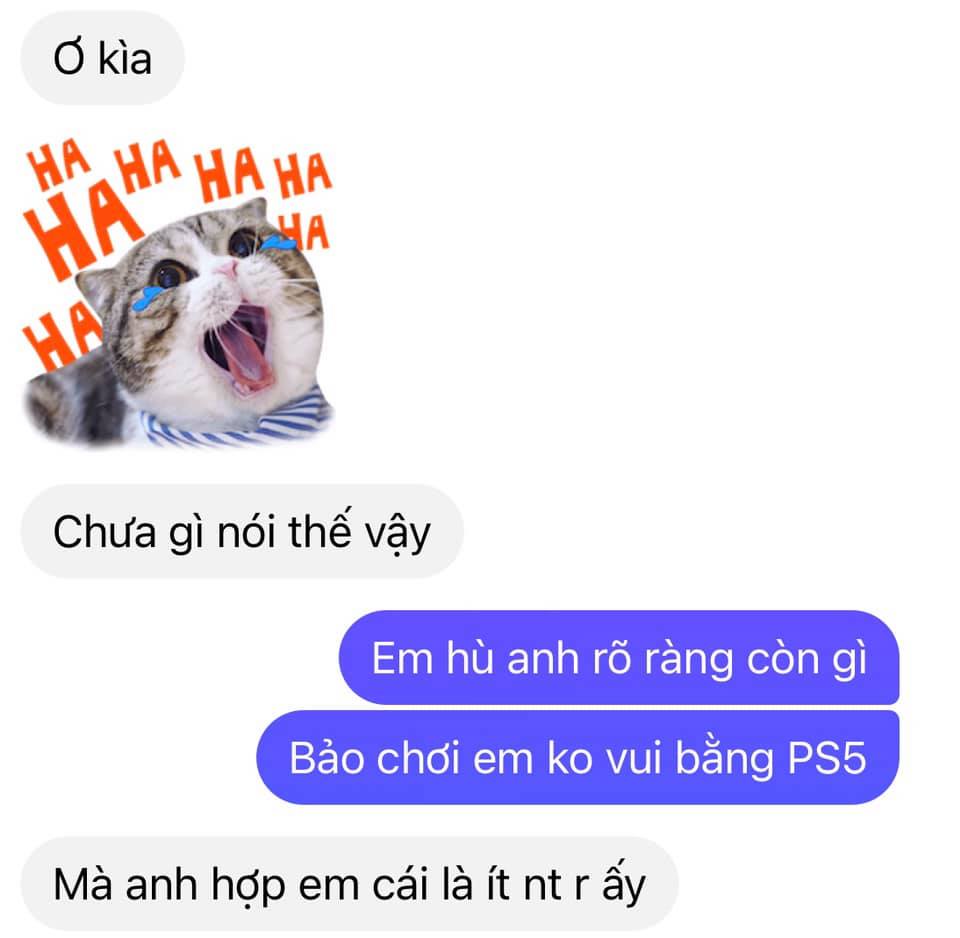 Ơ kìa
HA HA HA HA
HA HA
HA
Chưa gì nói thế vậy
Em hù anh rõ ràng còn gì
Bảo chơi em ko vui bằng PS5
Mà anh hợp em cái là ít nt r ấy